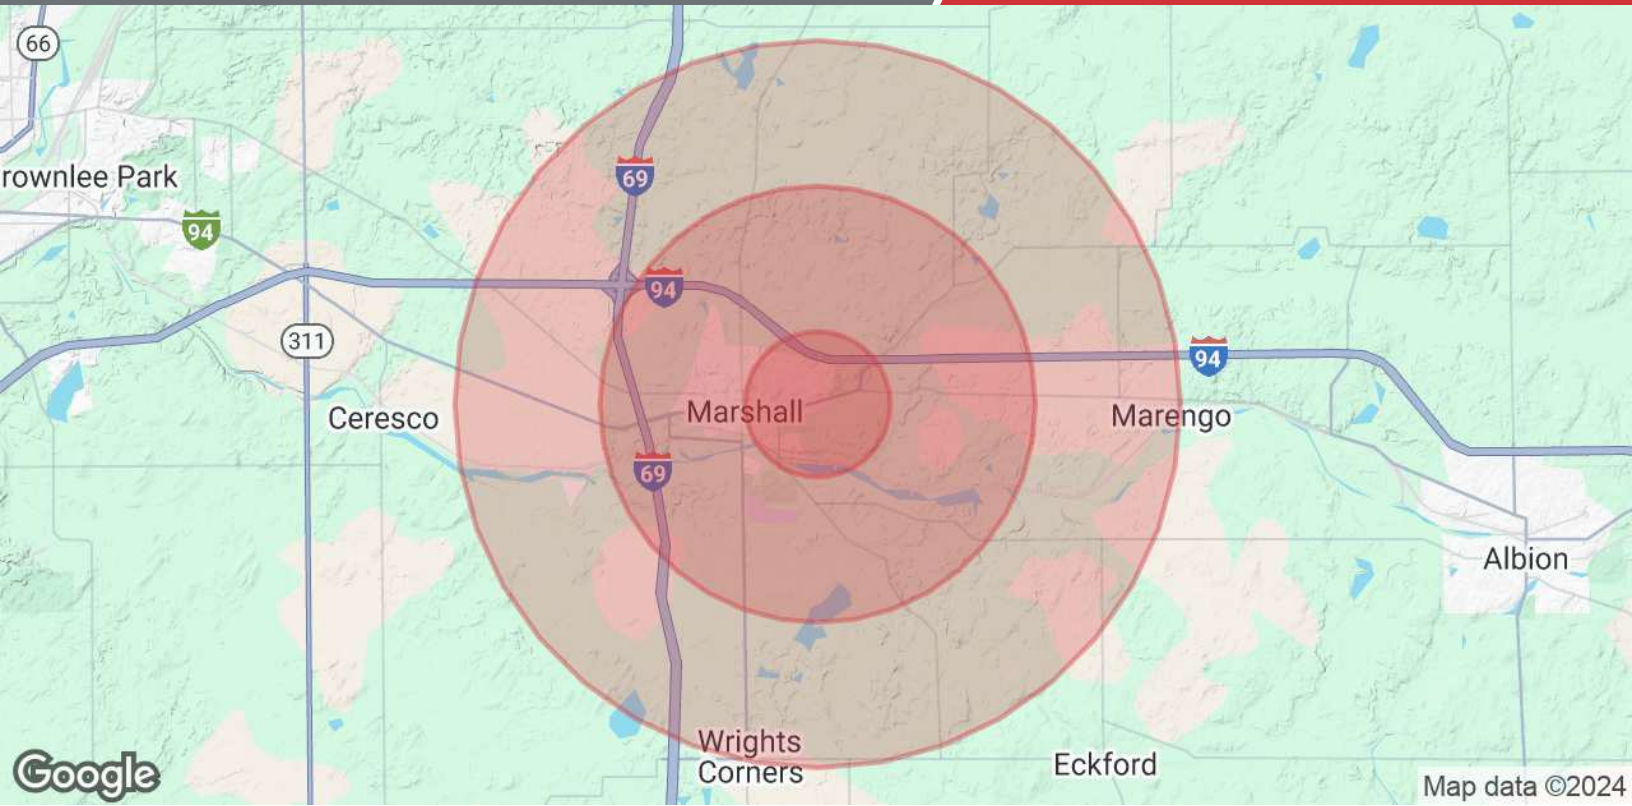 66
69
rownlee Park
94
94
311
94
Marshall
Ceresco
Marengo
69
Albion
Wrights
Corners
Eckford
Google
Map data ©2024